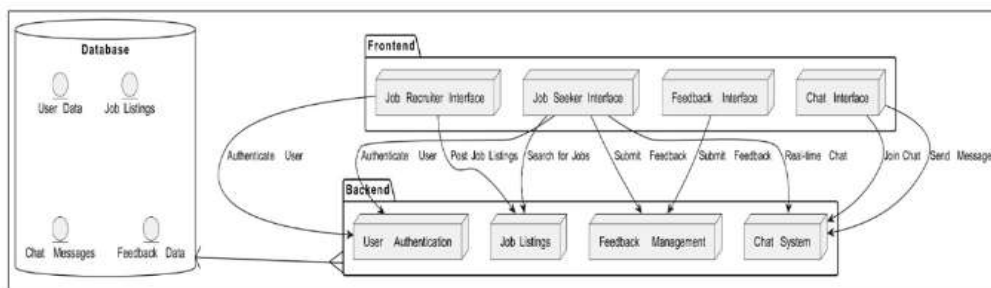 Database
User Data
Job Listings
Chat Messages
Feedback Data
Frontend
Job Recruiter Interface
Job Seeker Interface
Feedback Interface
Chat Interface
Authenticate User
Authenticate User
Post Job Listings
Search for Jobs
Submit Feedback
Submit Feedback
Real-time Chat
Join Chat
Send Message
Backend
User Authentication
Job Listings
Feedback Management
Chat System